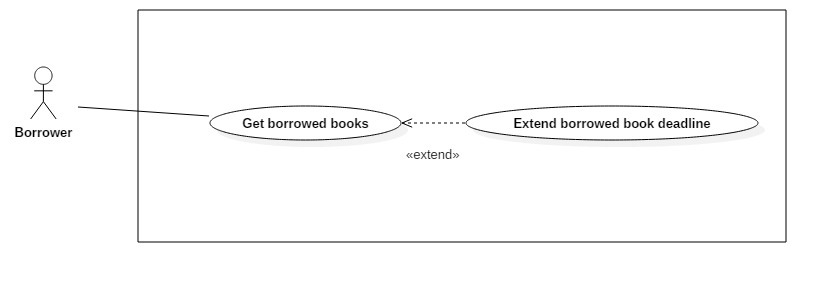 Borrower
Get borrowed books
Extend borrowed book deadline
«extend»